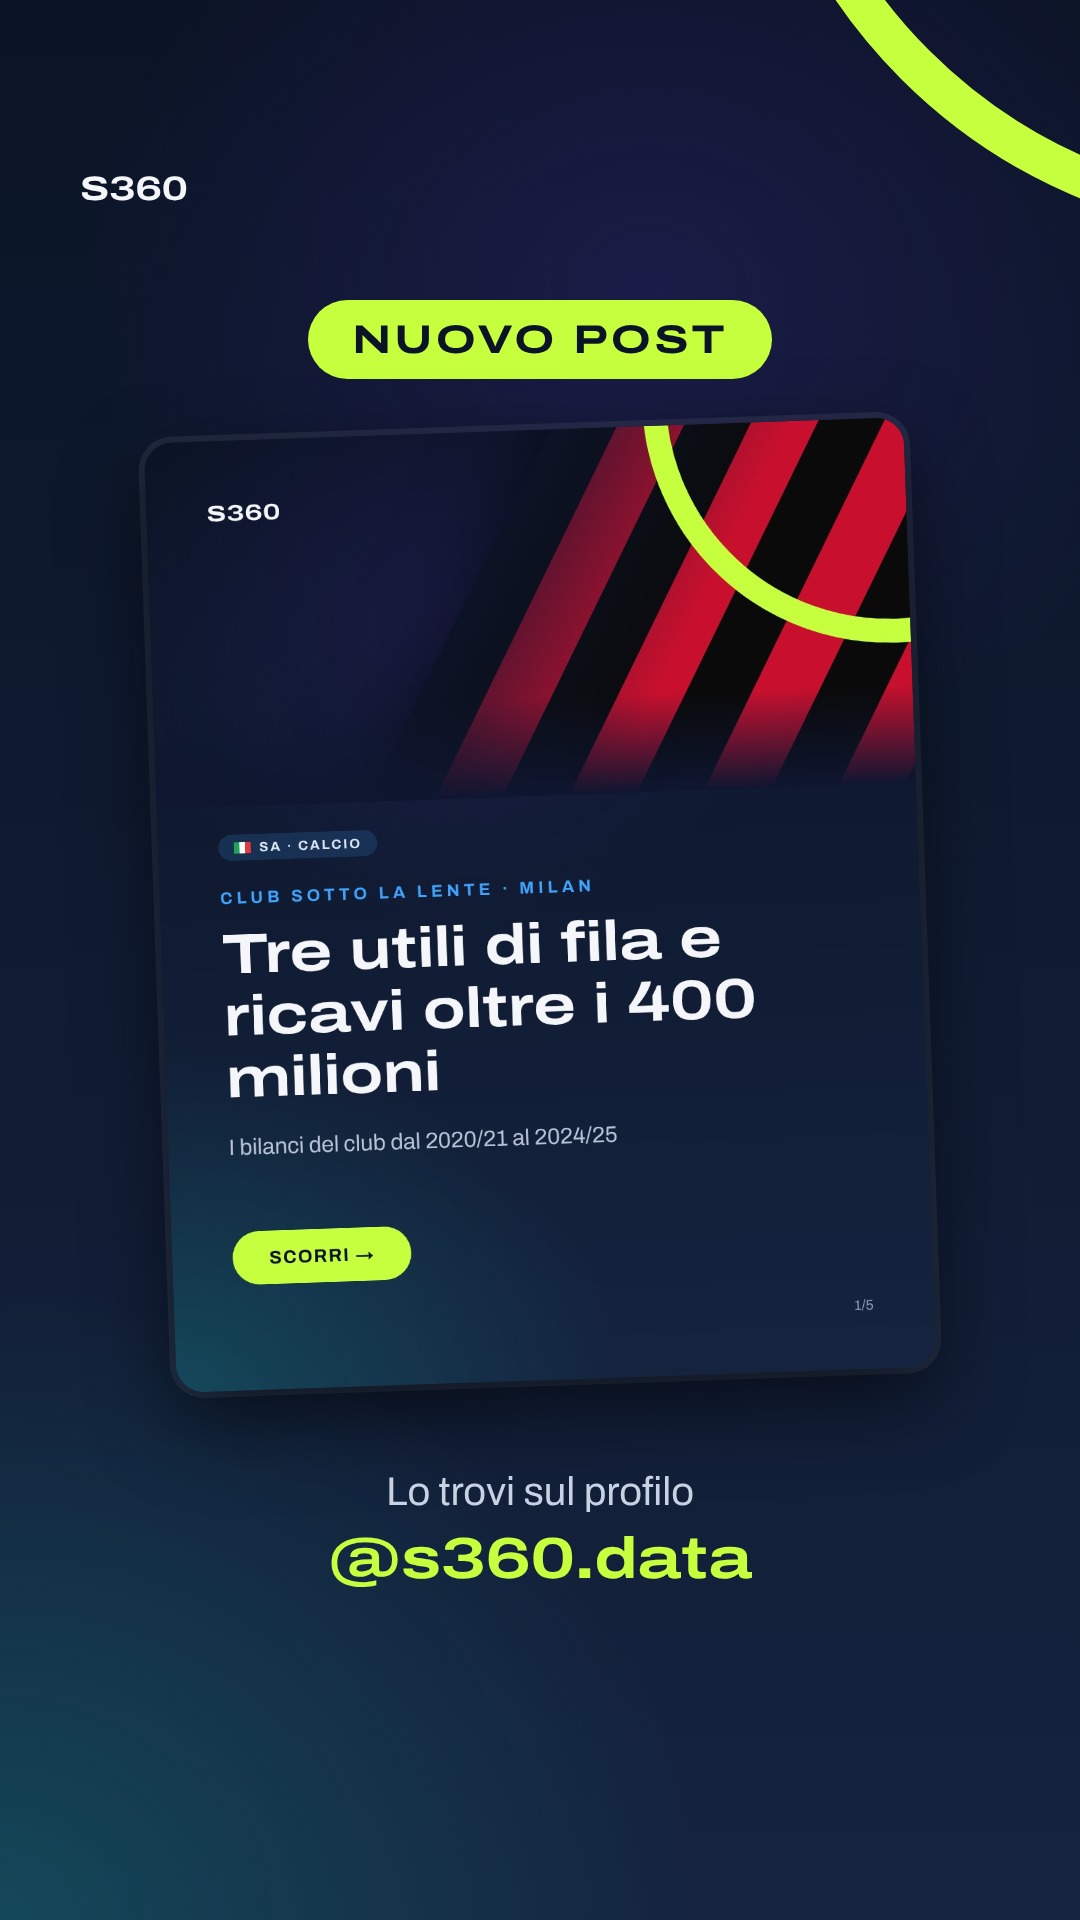 S360
NUOVO POST
S360
SA · CALCIO
CLUB SOTTO LA LENTE · MILAN
Tre utili di fila e
ricavi oltre i 400
milioni
I bilanci del club dal 2020/21 al 2024/25
SCORRI →
1/5
Lo trovi sul profilo
@s360.data